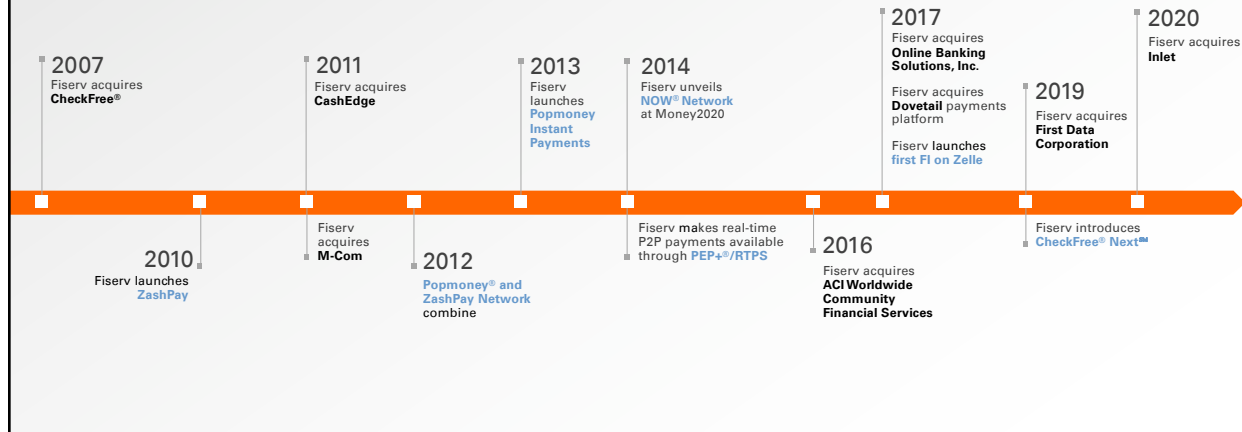 2007
Fiserv acquires
CheckFree®
2010
Fiserv launches
ZashPay
2011
Fiserv acquires
CashEdge
Fiserv
acquires
M-Com
2012
Popmoney® and
ZashPay Network
combine
2013
Fiserv
launches
Popmoney
Instant
Payments
2014
Fiserv unveils
NOW® Network
at Money2020
Fiserv makes real-time
P2P payments available
through PEP+®/RTPS
2016
Fiserv acquires
ACI Worldwide
Community
Financial Services
2017
Fiserv acquires
Online Banking
Solutions, Inc.
Fiserv acquires
Dovetail payments
platform
Fiserv launches
first FI on Zelle
2019
Fiserv acquires
First Data
Corporation
Fiserv introduces
CheckFree® Next℠
2020
Fiserv acquires
Inlet